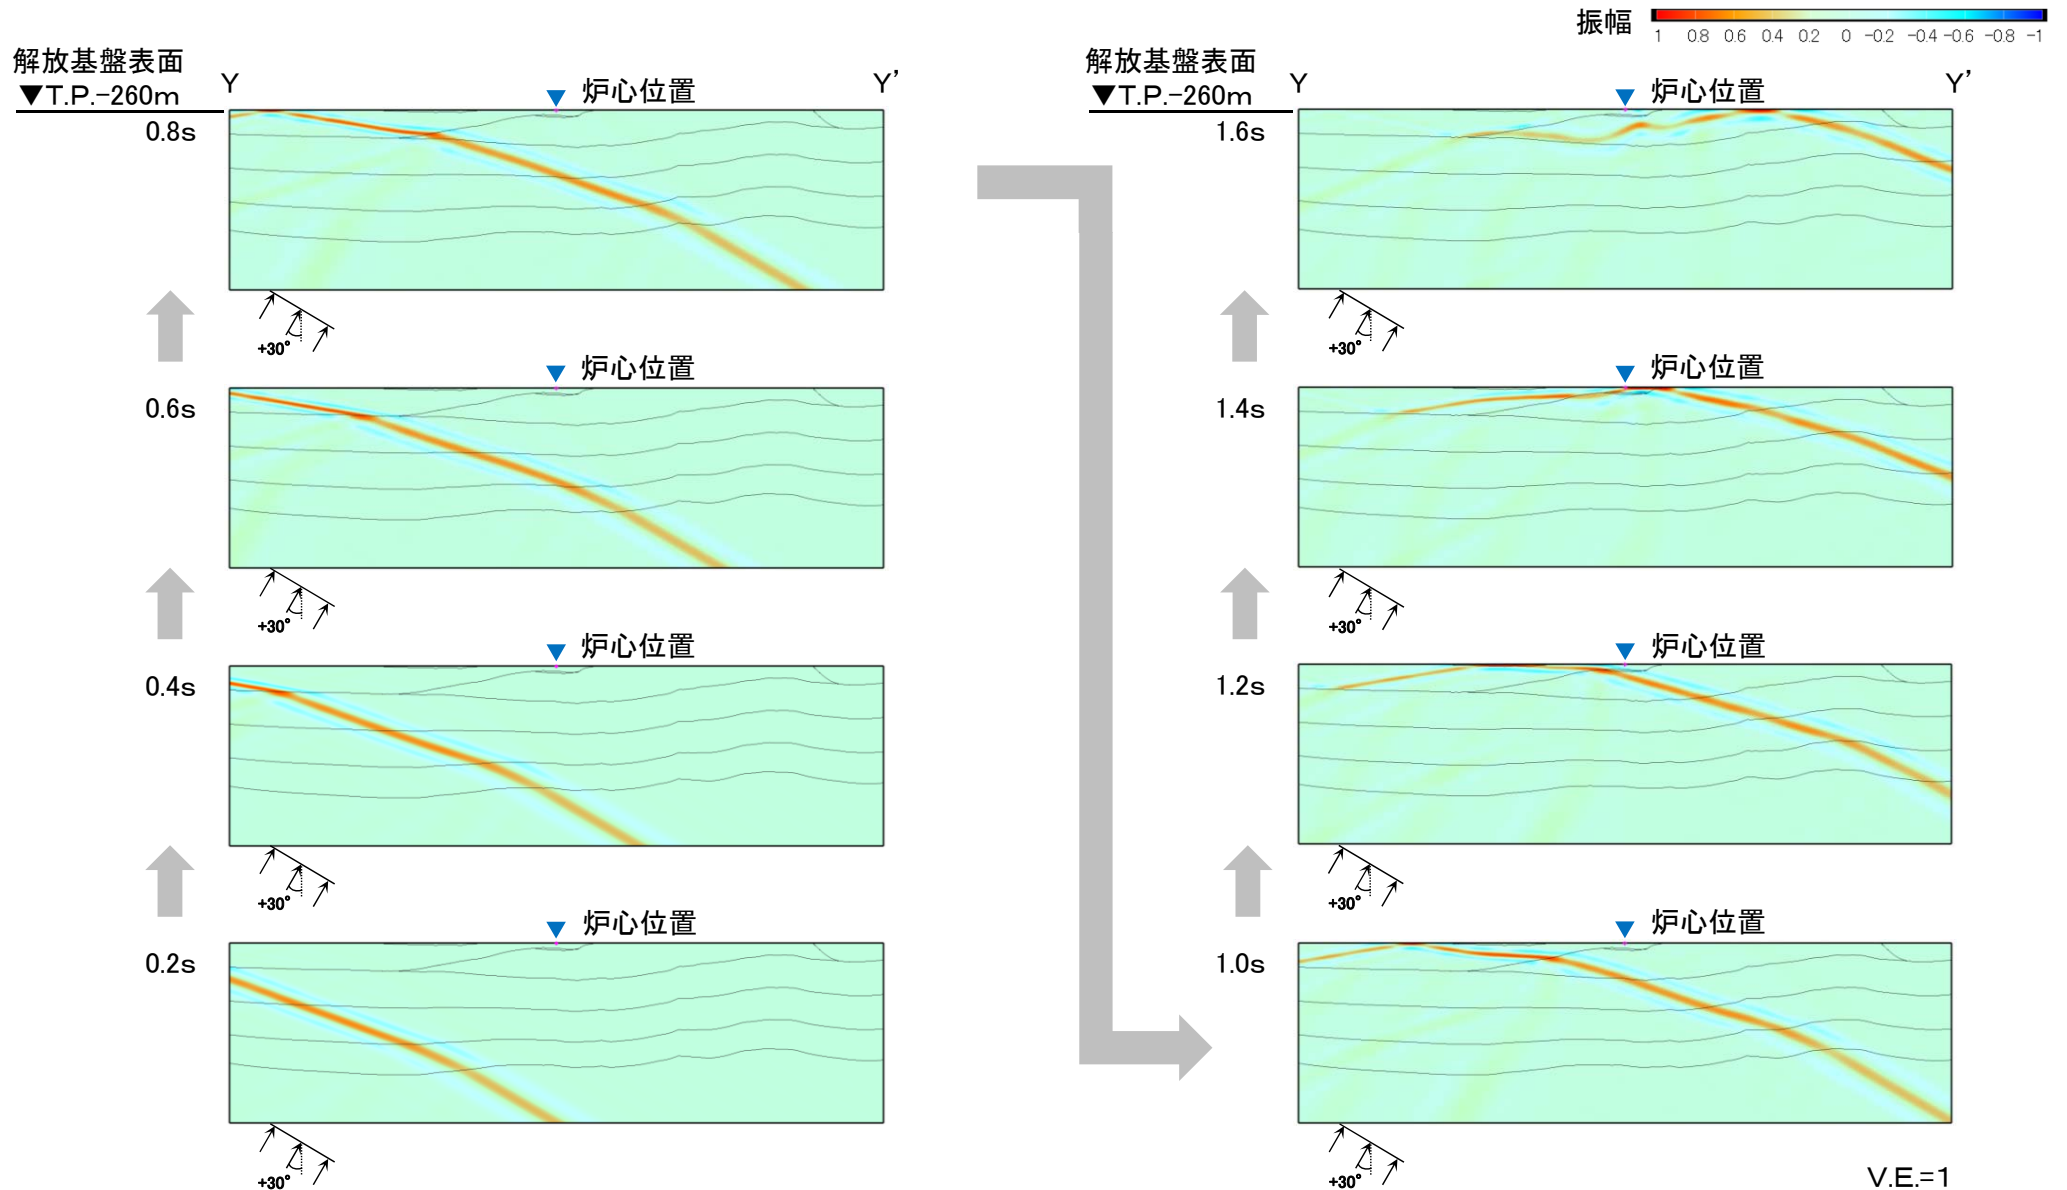 振幅
1 0.8 0.6 0.4 0.2 0 -0.2 -0.4 -0.6 -0.8 -1
解放基盤表面
▼T.P.-260m
Y
Y'
炉心位置
0.8s
+30°
炉心位置
0.6s
+30°
炉心位置
0.4s
+30°
炉心位置
0.2s
+30°
解放基盤表面
▼T.P.-260m
Y
Y'
炉心位置
1.6s
+30°
炉心位置
1.4s
+30°
炉心位置
1.2s
+30°
炉心位置
1.0s
+30°
V.E.=1